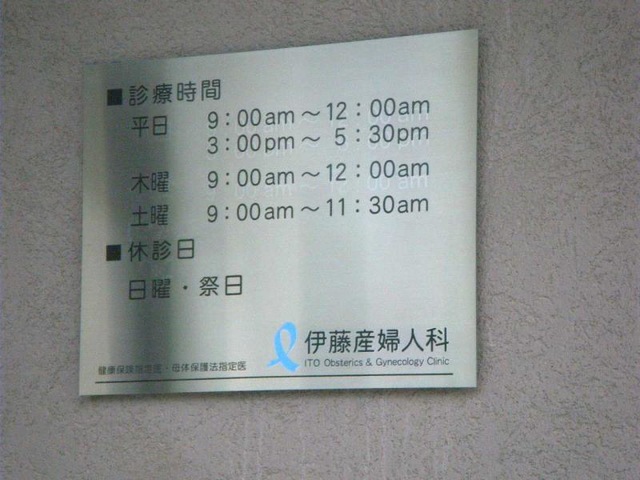 ■診療時間
平日 9：00am～12：00am
3：00pm～ 5：30pm
木曜 9：00am～12：00am
土曜 9：00am～11：30am
■休診日
日曜・祭日
伊藤産婦人科
ITO Obsterics & Gynecology Clinic
健康保険指定医・母体保護法指定医